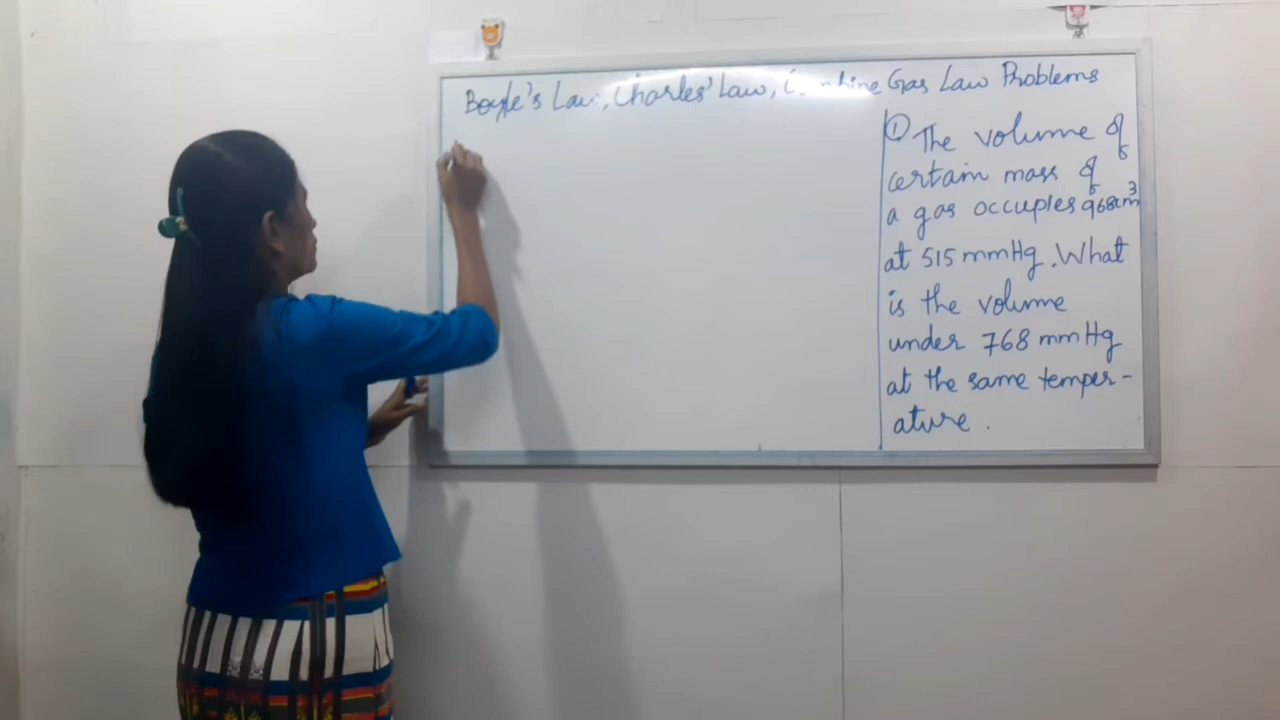 Boyle's Law, Charles' Law, Combine Gas Law Problems
① The volume of
certain mass of
a gas occupies 968cm³
at 515 mmHg. What
is the volume
under 768 mmHg
at the same temper-
ature.